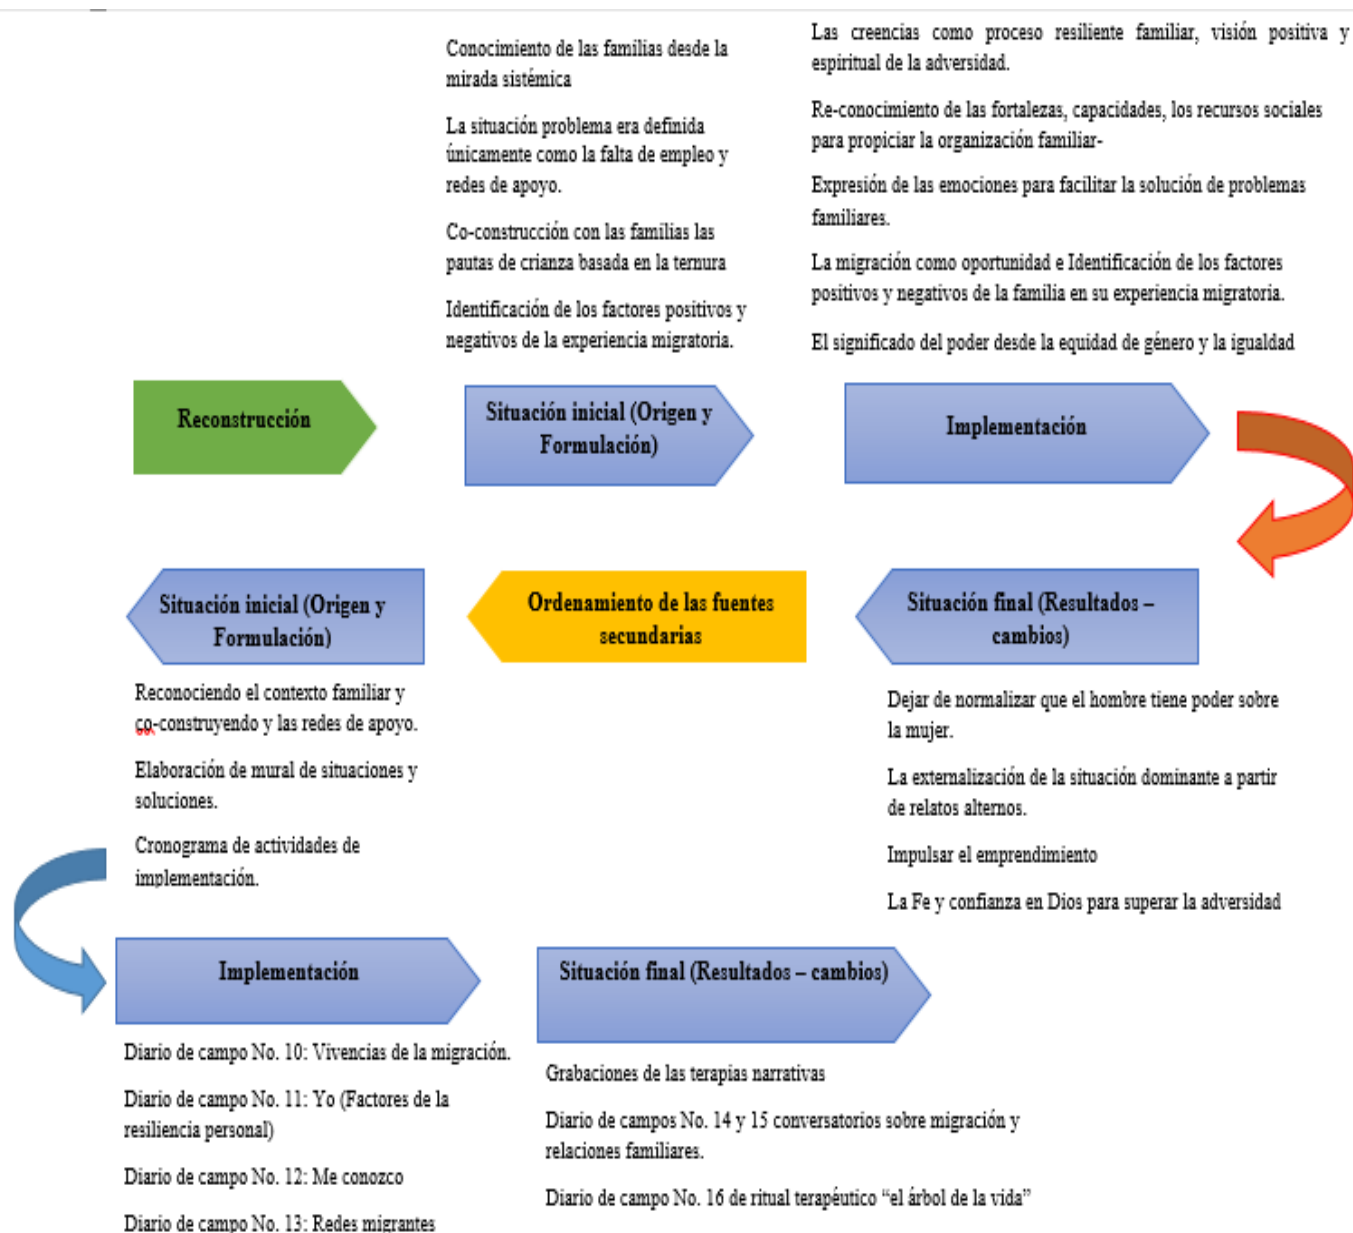 Conocimiento de las familias desde la
mirada sistémica
La situación problema era definida
únicamente como la falta de empleo y
redes de apoyo.
Co-construcción con las familias las
pautas de crianza basada en la ternura
Identificación de los factores positivos y
negativos de la experiencia migratoria.
Las creencias como proceso resiliente familiar, visión positiva y
espiritual de la adversidad.
Re-conocimiento de las fortalezas, capacidades, los recursos sociales
para propiciar la organización familiar-
Expresión de las emociones para facilitar la solución de problemas
familiares.
La migración como oportunidad e Identificación de los factores
positivos y negativos de la familia en su experiencia migratoria.
El significado del poder desde la equidad de género y la igualdad
Reconstrucción
Situación inicial (Origen y
Formulación)
Implementación
Situación final (Resultados –
cambios)
Dejar de normalizar que el hombre tiene poder sobre
la mujer.
La externalización de la situación dominante a partir
de relatos alternos.
Impulsar el emprendimiento
La Fe y confianza en Dios para superar la adversidad
Ordenamiento de las fuentes
secundarias
Situación inicial (Origen y
Formulación)
Reconociendo el contexto familiar y
co-construyendo y las redes de apoyo.
Elaboración de mural de situaciones y
soluciones.
Cronograma de actividades de
implementación.
Implementación
Diario de campo No. 10: Vivencias de la migración.
Diario de campo No. 11: Yo (Factores de la
resiliencia personal)
Diario de campo No. 12: Me conozco
Diario de campo No. 13: Redes migrantes
Situación final (Resultados – cambios)
Grabaciones de las terapias narrativas
Diario de campos No. 14 y 15 conversatorios sobre migración y
relaciones familiares.
Diario de campo No. 16 de ritual terapéutico “el árbol de la vida”